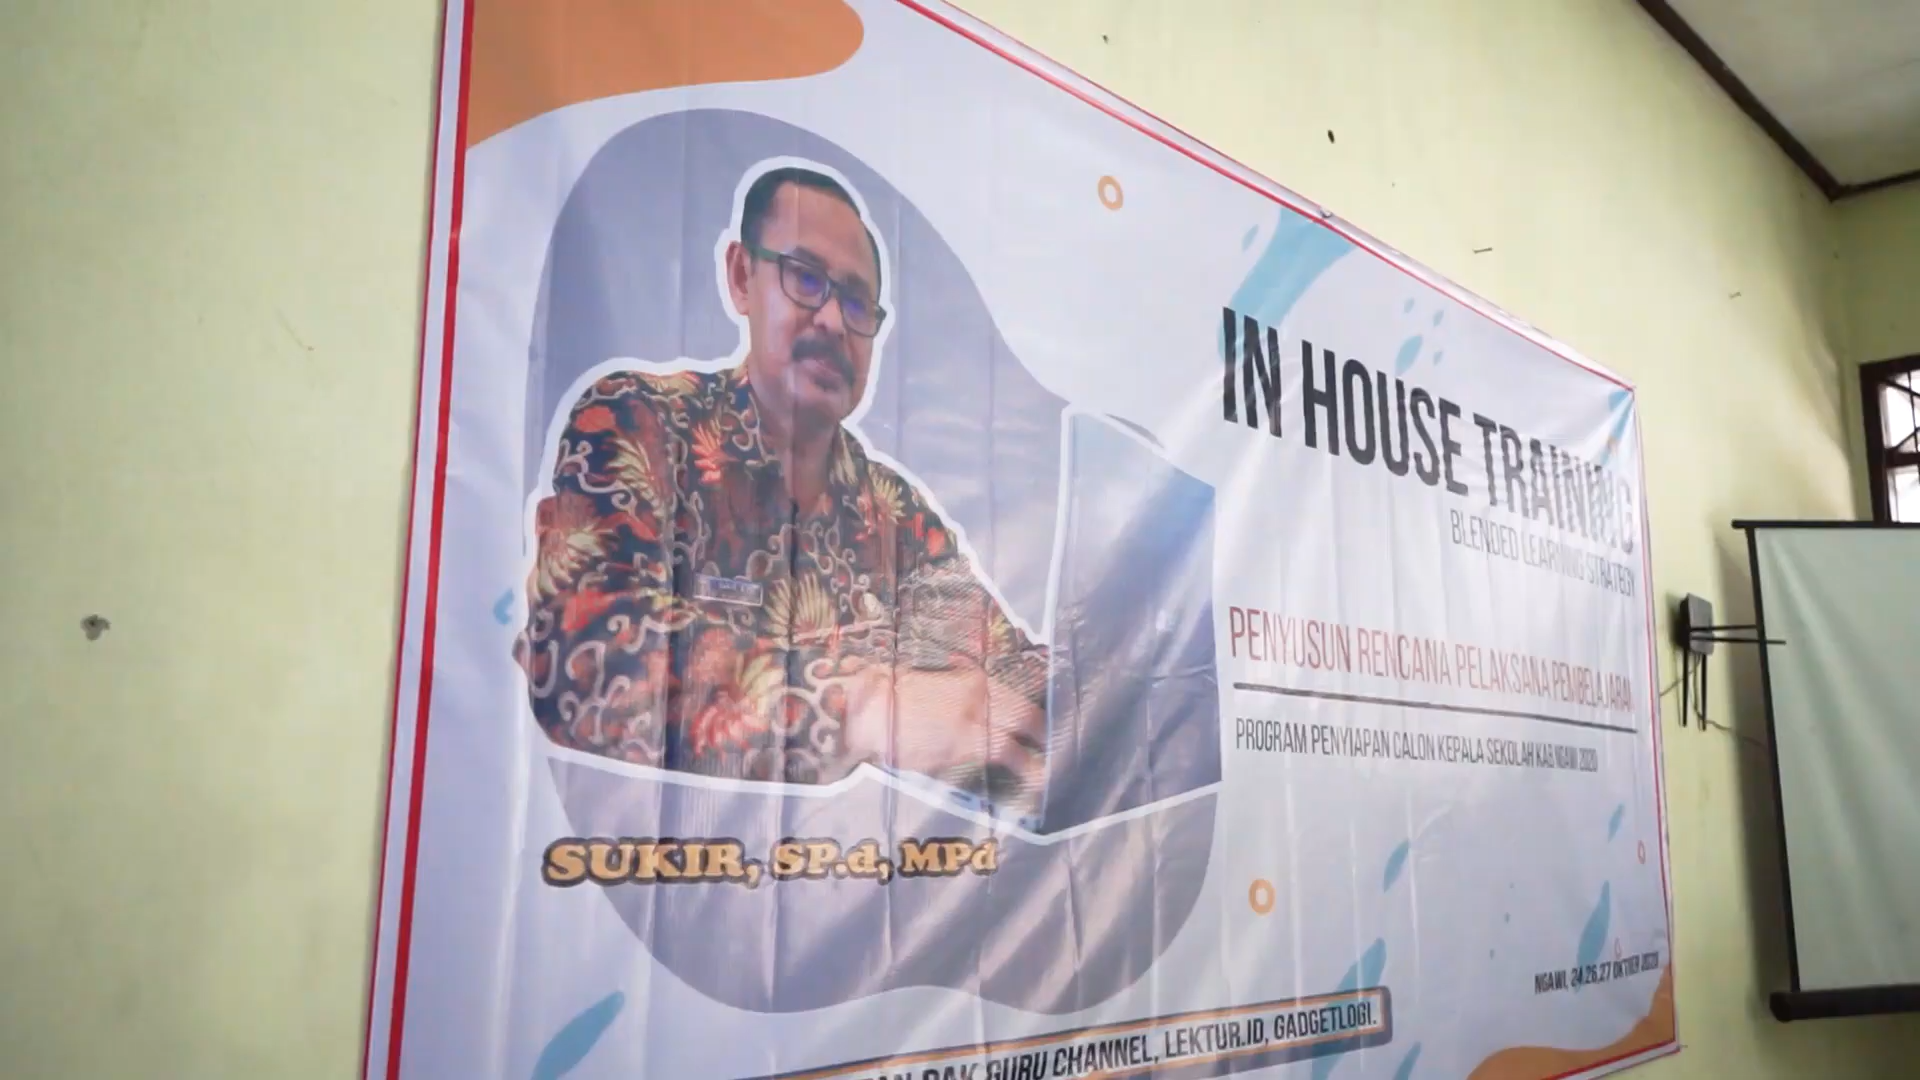 IN HOUSE TRAINING
BLENDED LEARNING STRATEGY
PENYUSUN RENCANA PELAKSANA PEMBELAJARAN
PROGRAM PENYIAPAN CALON KEPALA SEKOLAH KAB NGAWI 2020
SUKIR, SP.d, MPd
NGAWI, 24,26,27 OKTBER 2020
PAK GURU CHANNEL, LEKTUR.ID, GADGETLOGI.